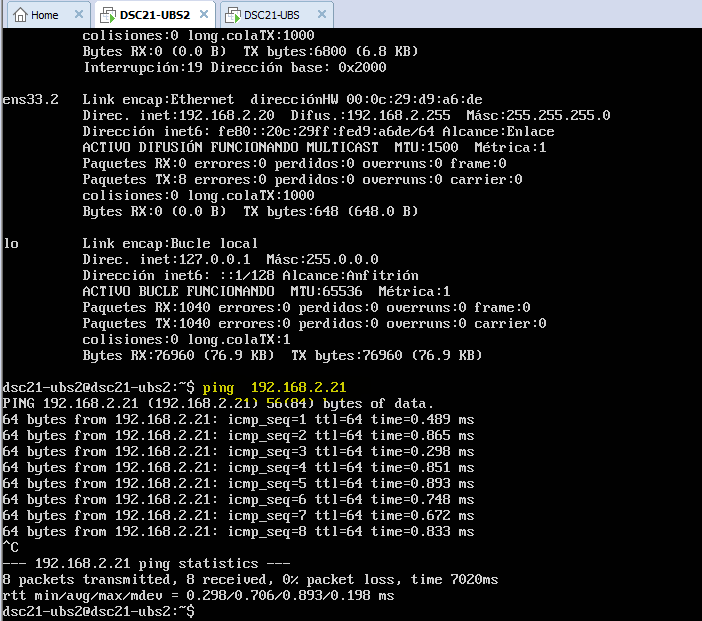 Home DSC21-UBS2 DSC21-UBS
colisiones:0 long.colaTX:1000
Bytes RX:0 (0.0 B)  TX bytes:6800 (6.8 KB)
Interrupción:19 Dirección base: 0x2000
ens33.2   Link encap:Ethernet  direcciónHW 00:0c:29:d9:a6:de
Direc. inet:192.168.2.20  Difus.:192.168.2.255  Másc:255.255.255.0
Dirección inet6: fe80::20c:29ff:fed9:a6de/64 Alcance:Enlace
ACTIVO DIFUSIÓN FUNCIONANDO MULTICAST  MTU:1500  Métrica:1
Paquetes RX:0 errores:0 perdidos:0 overruns:0 frame:0
Paquetes TX:8 errores:0 perdidos:0 overruns:0 carrier:0
colisiones:0 long.colaTX:1000
Bytes RX:0 (0.0 B)  TX bytes:648 (648.0 B)
lo        Link encap:Bucle local
Direc. inet:127.0.0.1  Másc:255.0.0.0
Dirección inet6: ::1/128 Alcance:Anfitrión
ACTIVO BUCLE FUNCIONANDO  MTU:65536  Métrica:1
Paquetes RX:1040 errores:0 perdidos:0 overruns:0 frame:0
Paquetes TX:1040 errores:0 perdidos:0 overruns:0 carrier:0
colisiones:0 long.colaTX:1
Bytes RX:76960 (76.9 KB)  TX bytes:76960 (76.9 KB)
dsc21-ubs2@dsc21-ubs2:~$ ping  192.168.2.21
PING 192.168.2.21 (192.168.2.21) 56(84) bytes of data.
64 bytes from 192.168.2.21: icmp_seq=1 ttl=64 time=0.489 ms
64 bytes from 192.168.2.21: icmp_seq=2 ttl=64 time=0.865 ms
64 bytes from 192.168.2.21: icmp_seq=3 ttl=64 time=0.298 ms
64 bytes from 192.168.2.21: icmp_seq=4 ttl=64 time=0.851 ms
64 bytes from 192.168.2.21: icmp_seq=5 ttl=64 time=0.893 ms
64 bytes from 192.168.2.21: icmp_seq=6 ttl=64 time=0.748 ms
64 bytes from 192.168.2.21: icmp_seq=7 ttl=64 time=0.672 ms
64 bytes from 192.168.2.21: icmp_seq=8 ttl=64 time=0.833 ms
^C
--- 192.168.2.21 ping statistics ---
8 packets transmitted, 8 received, 0% packet loss, time 7020ms
rtt min/avg/max/mdev = 0.298/0.706/0.893/0.198 ms
dsc21-ubs2@dsc21-ubs2:~$